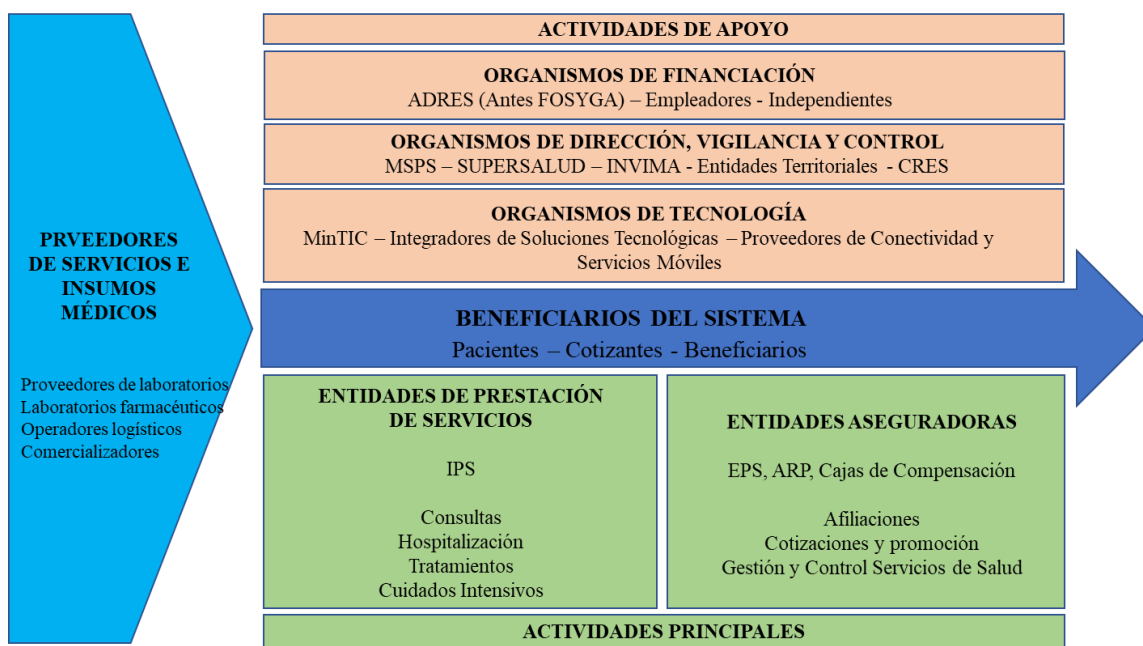 ACTIVIDADES DE APOYO
ORGANISMOS DE FINANCIACIÓN
ADRES (Antes FOSYGA) – Empleadores - Independientes
ORGANISMOS DE DIRECCIÓN, VIGILANCIA Y CONTROL
MSPS – SUPERSALUD – INVIMA - Entidades Territoriales - CRES
ORGANISMOS DE TECNOLOGÍA
MinTIC – Integradores de Soluciones Tecnológicas – Proveedores de Conectividad y
Servicios Móviles
PRVEEDORES
DE SERVICIOS E
INSUMOS
MÉDICOS
Proveedores de laboratorios
Laboratorios farmacéuticos
Operadores logísticos
Comercializadores
BENEFICIARIOS DEL SISTEMA
Pacientes – Cotizantes - Beneficiarios
ENTIDADES DE PRESTACIÓN
DE SERVICIOS
IPS
Consultas
Hospitalización
Tratamientos
Cuidados Intensivos
ENTIDADES ASEGURADORAS
EPS, ARP, Cajas de Compensación
Afiliaciones
Cotizaciones y promoción
Gestión y Control Servicios de Salud
ACTIVIDADES PRINCIPALES